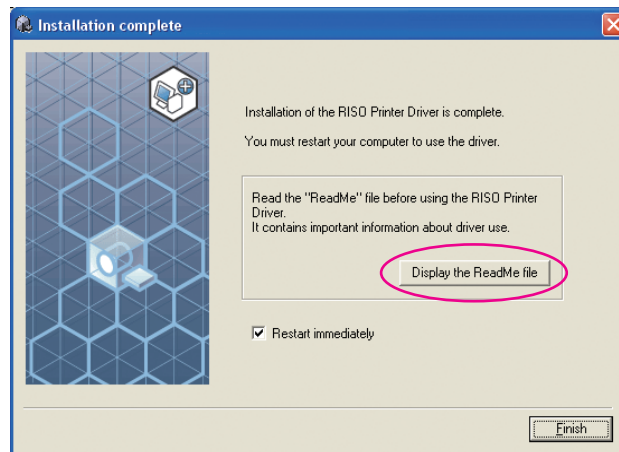 Installation complete
Installation of the RISO Printer Driver is complete.
You must restart your computer to use the driver.
Read the "ReadMe" file before using the RISO Printer
Driver.
It contains important information about driver use.
Display the ReadMe file
Restart immediately
Finish